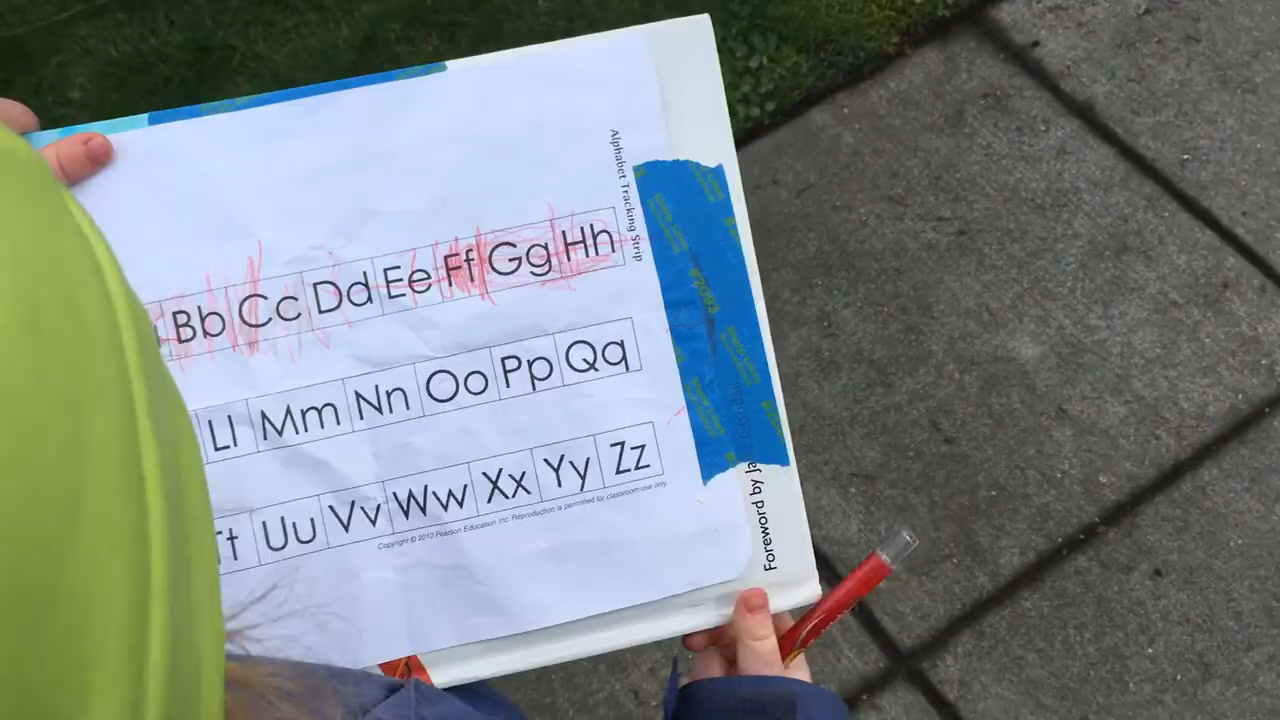 Alphabet Tracking Strip
Bb Cc Dd Ee Ff Gg Hh
Ll Mm Nn Oo Pp Qq
Uu Vv Ww Xx Yy Zz
Copyright © 2010 Pearson Education Inc. Reproduction is permitted for classroom use only.
Foreword by